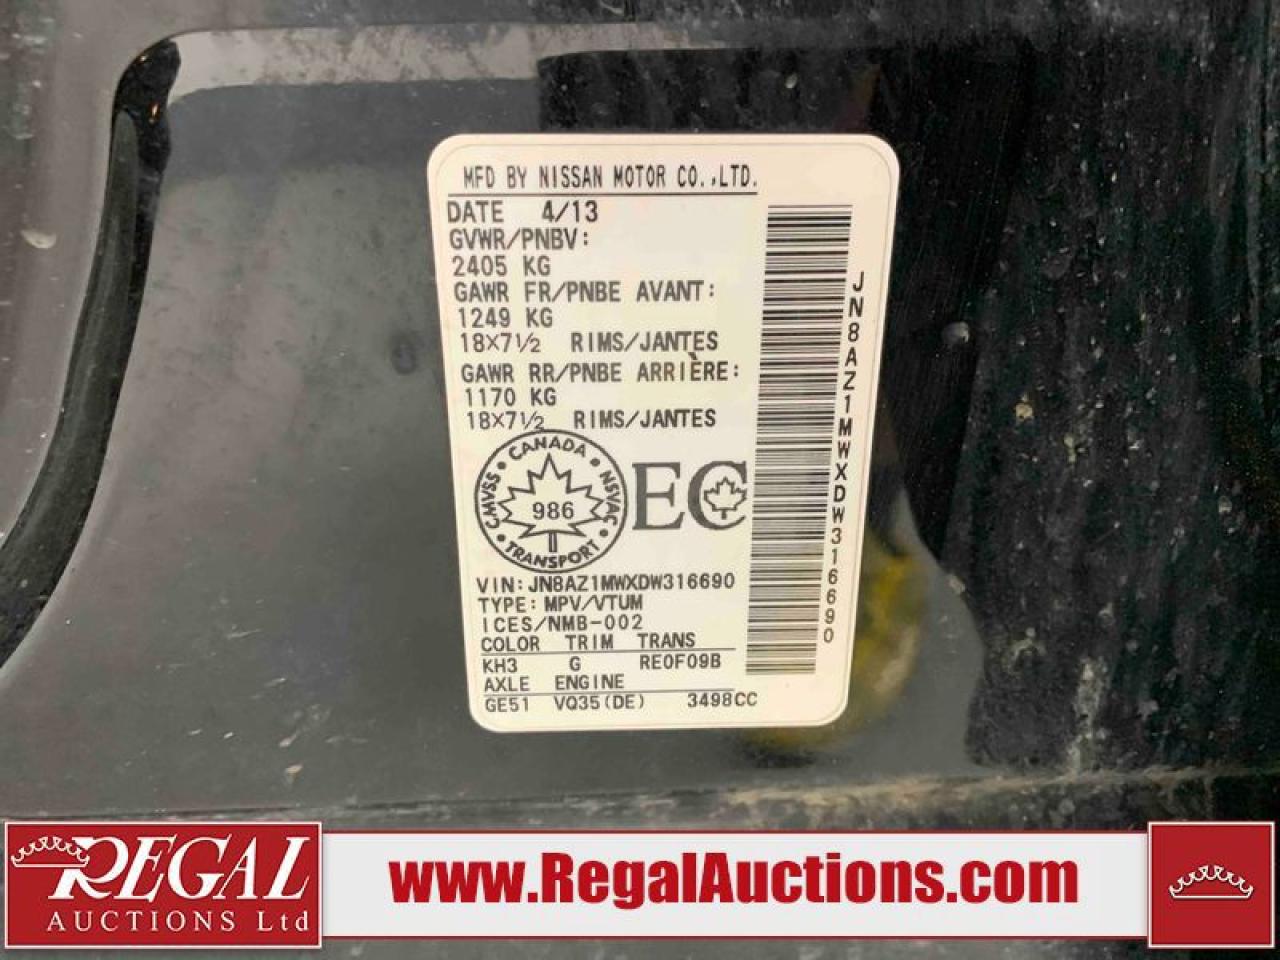 MFD BY NISSAN MOTOR CO.,LTD.
DATE 4/13
GVWR/PNBV:
2405 KG
GAWR FR/PNBE AVANT:
1249 KG
18×7½ RIMS/JANTES
GAWR RR/PNBE ARRIÈRE:
1170 KG
18×7½ RIMS/JANTES
CANADA
CMVSS NSVAC
986
TRANSPORT
EC
VIN:JN8AZ1MWXDW316690
TYPE:MPV/VTUM
ICES/NMB-002
COLOR TRIM TRANS
KH3 G RE0F09B
AXLE ENGINE
GE51 VQ35(DE) 3498CC
JN8AZ1MWXDW316690
REGAL
AUCTIONS Ltd
www.RegalAuctions.com